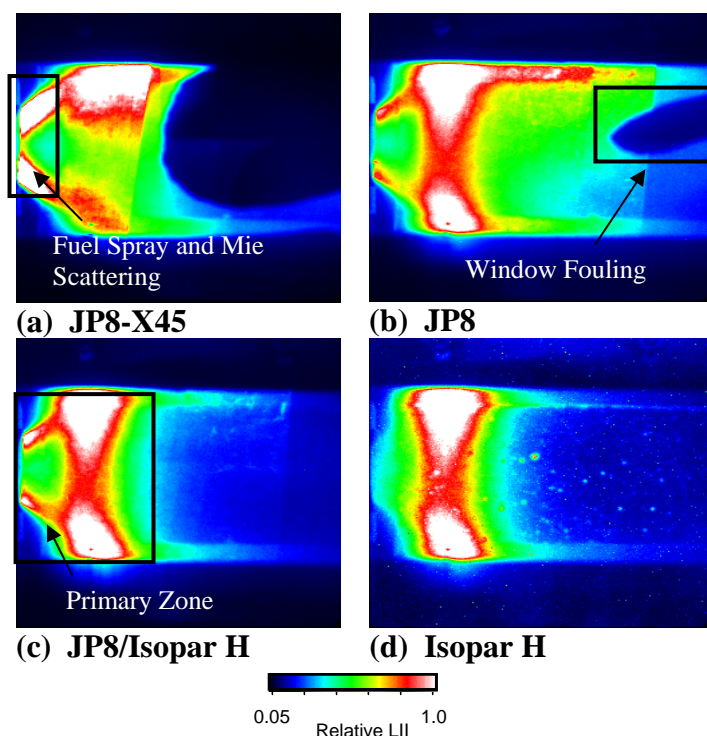 Fuel Spray and Mie
Scattering
Window Fouling
(a) JP8-X45
(b) JP8
Primary Zone
(c) JP8/Isopar H
(d) Isopar H
0.05
1.0
Relative LII